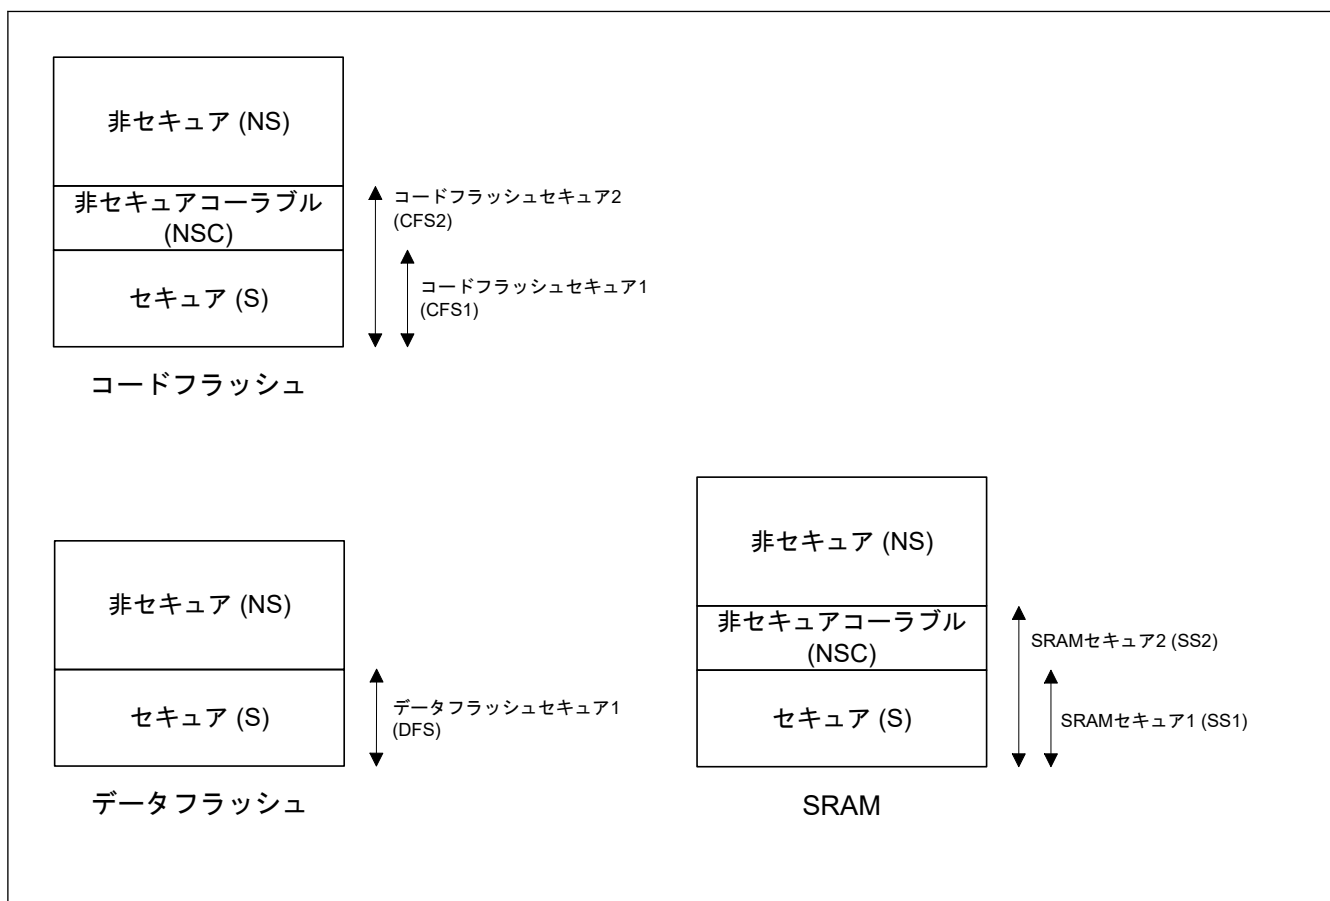 非セキュア (NS)
非セキュアコーラブル
(NSC)
セキュア (S)
コードフラッシュセキュア2
(CFS2)
コードフラッシュセキュア1
(CFS1)
コードフラッシュ
非セキュア (NS)
セキュア (S)
データフラッシュセキュア1
(DFS)
データフラッシュ
非セキュア (NS)
非セキュアコーラブル
(NSC)
セキュア (S)
SRAMセキュア2 (SS2)
SRAMセキュア1 (SS1)
SRAM